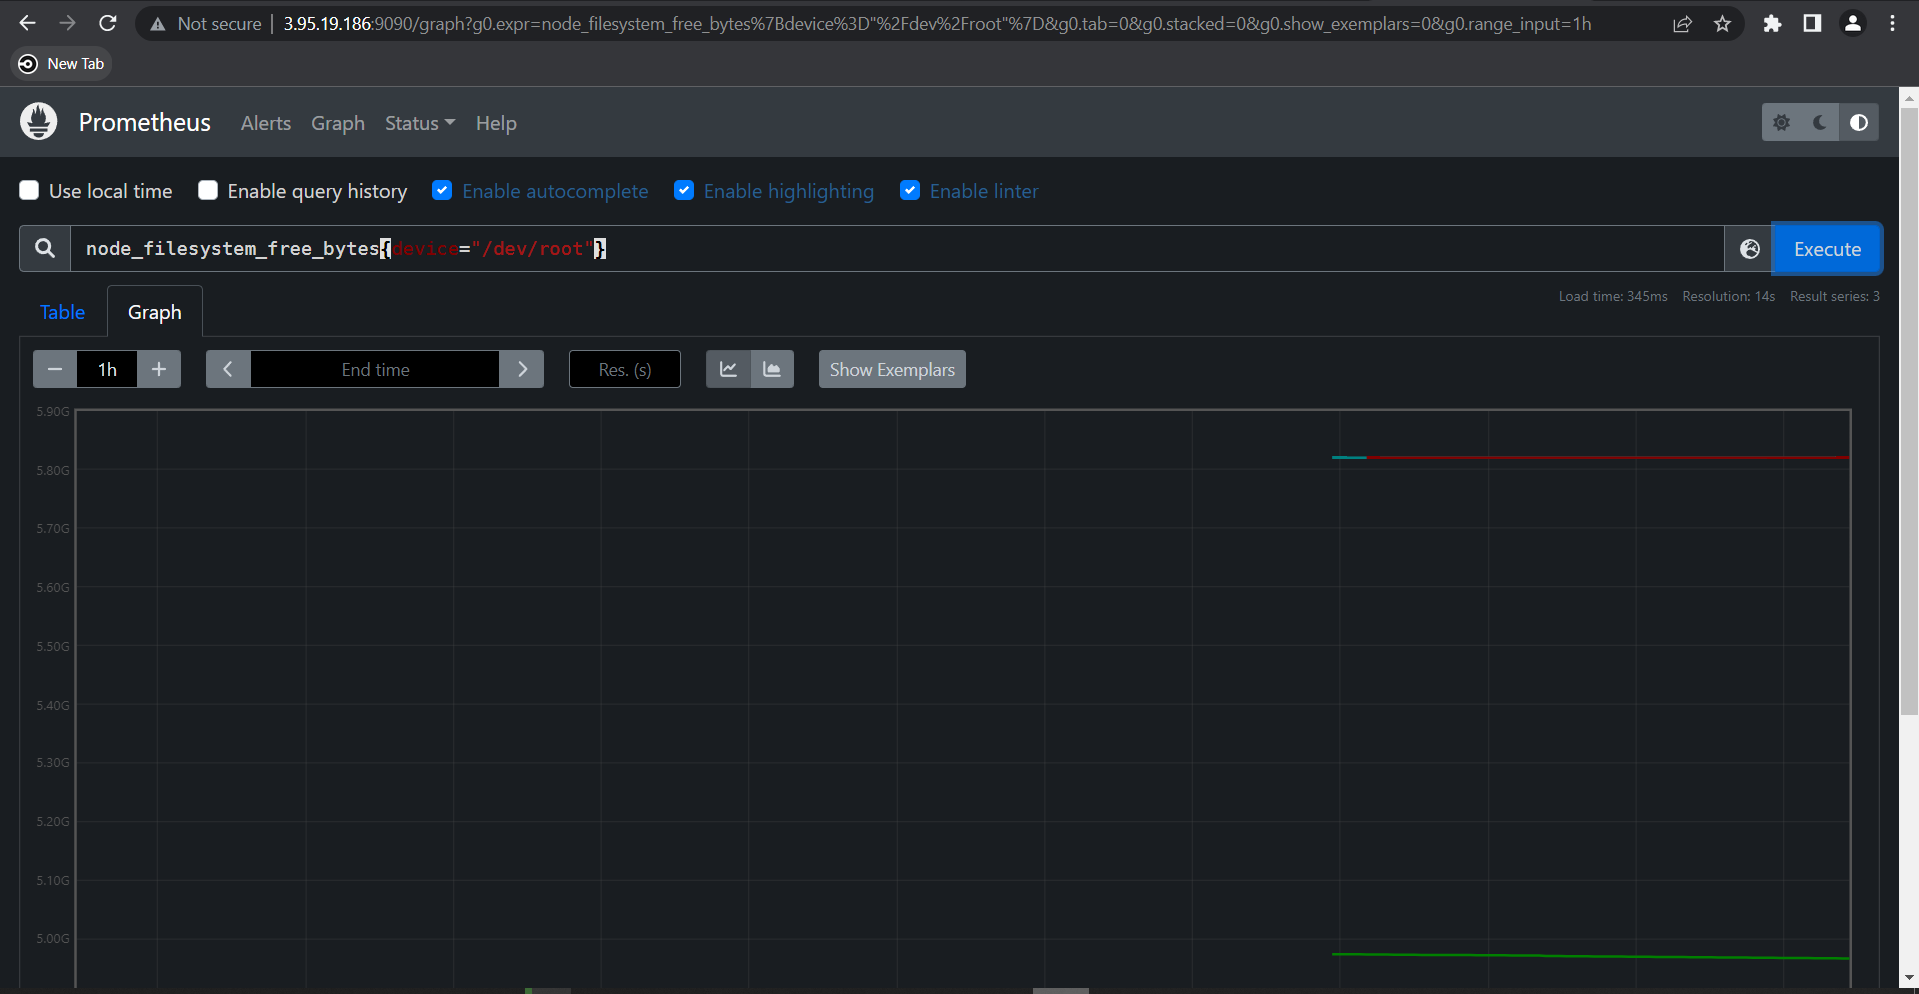 Not secure | 3.95.19.186:9090/graph?g0.expr=node_filesystem_free_bytes%7Bdevice%3D"%2Fdev%2Froot"%7D&g0.tab=0&g0.stacked=0&g0.show_exemplars=0&g0.range_input=1h
New Tab
Prometheus Alerts Graph Status Help
Use local time Enable query history Enable autocomplete Enable highlighting Enable linter
node_filesystem_free_bytes{device="/dev/root"} Execute
Load time: 345ms Resolution: 14s Result series: 3
Table Graph
− 1h + End time Res. (s) Show Exemplars
5.90G
5.80G
5.70G
5.60G
5.50G
5.40G
5.30G
5.20G
5.10G
5.00G